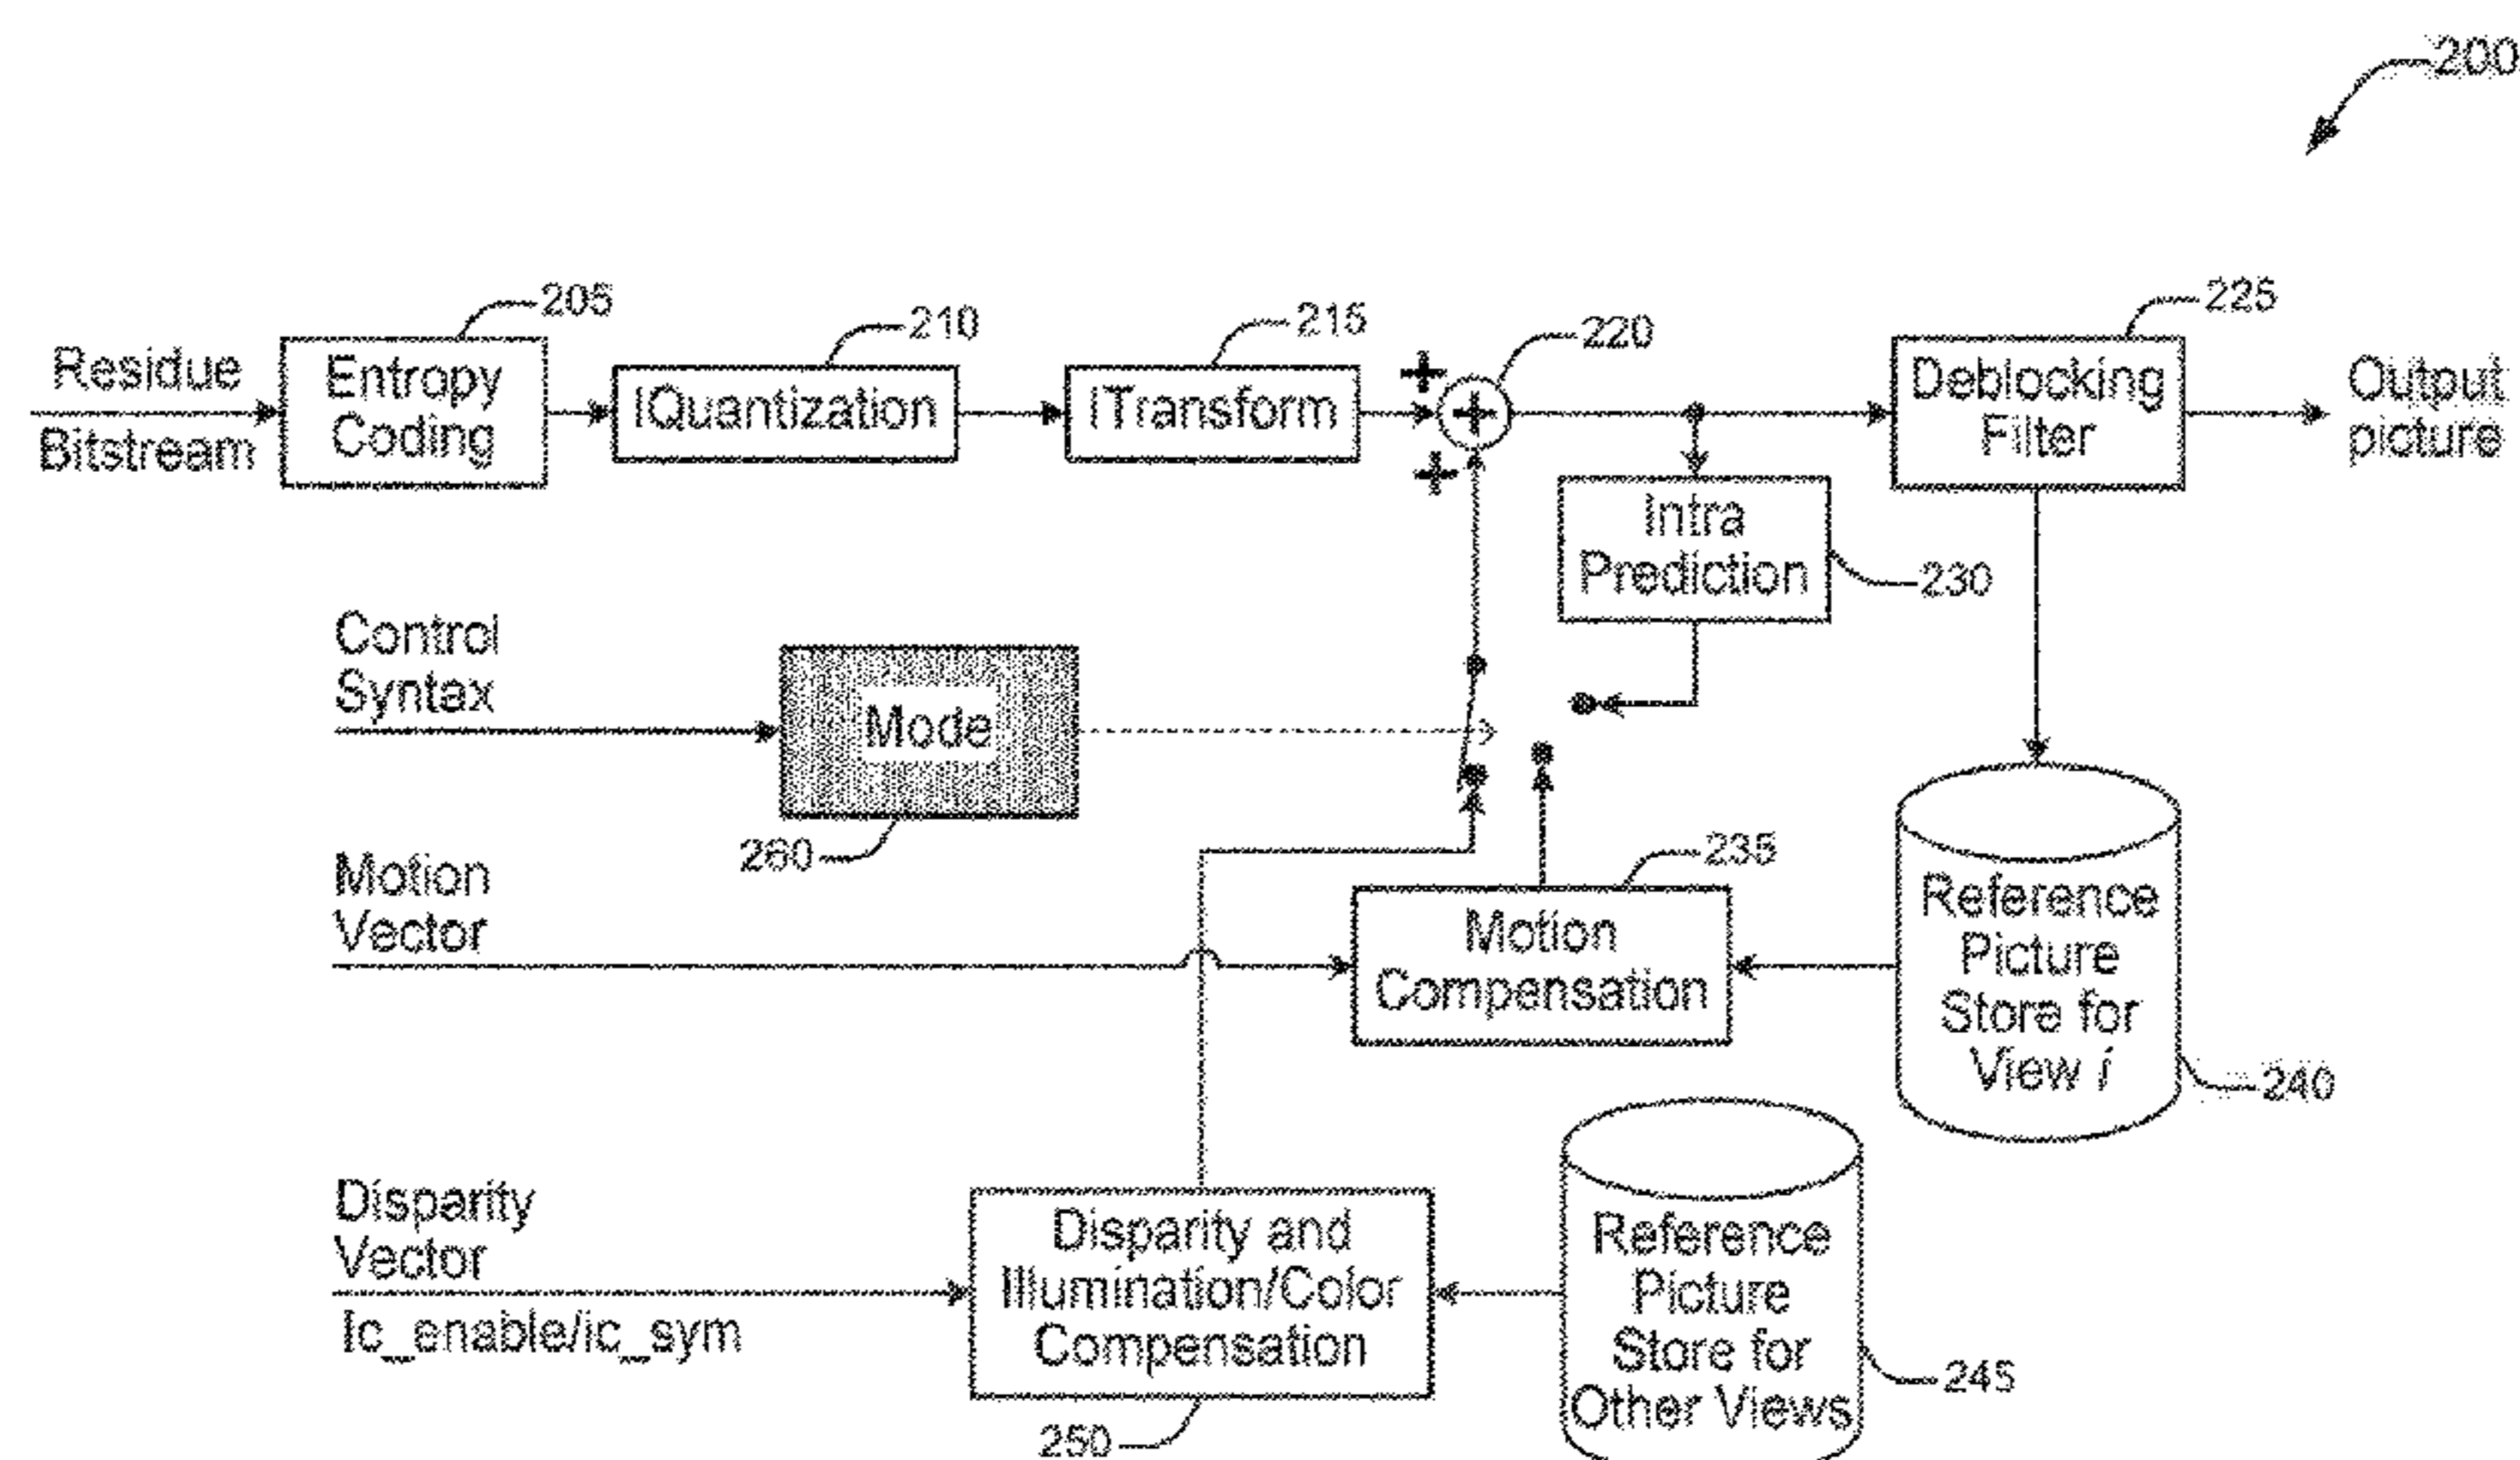 200
205
210
215
220
225
Residue
Bitstream
Entropy
Coding
IQuantization
ITransform
+
+
+
Deblocking
Filter
Output
picture
Intra
Prediction
230
Control
Syntax
Mode
260
Motion
Vector
235
Motion
Compensation
Reference
Picture
Store for
View i
240
Disparity
Vector
Ic_enable/ic_sym
Disparity and
Illumination/Color
Compensation
250
Reference
Picture
Store for
Other Views
245